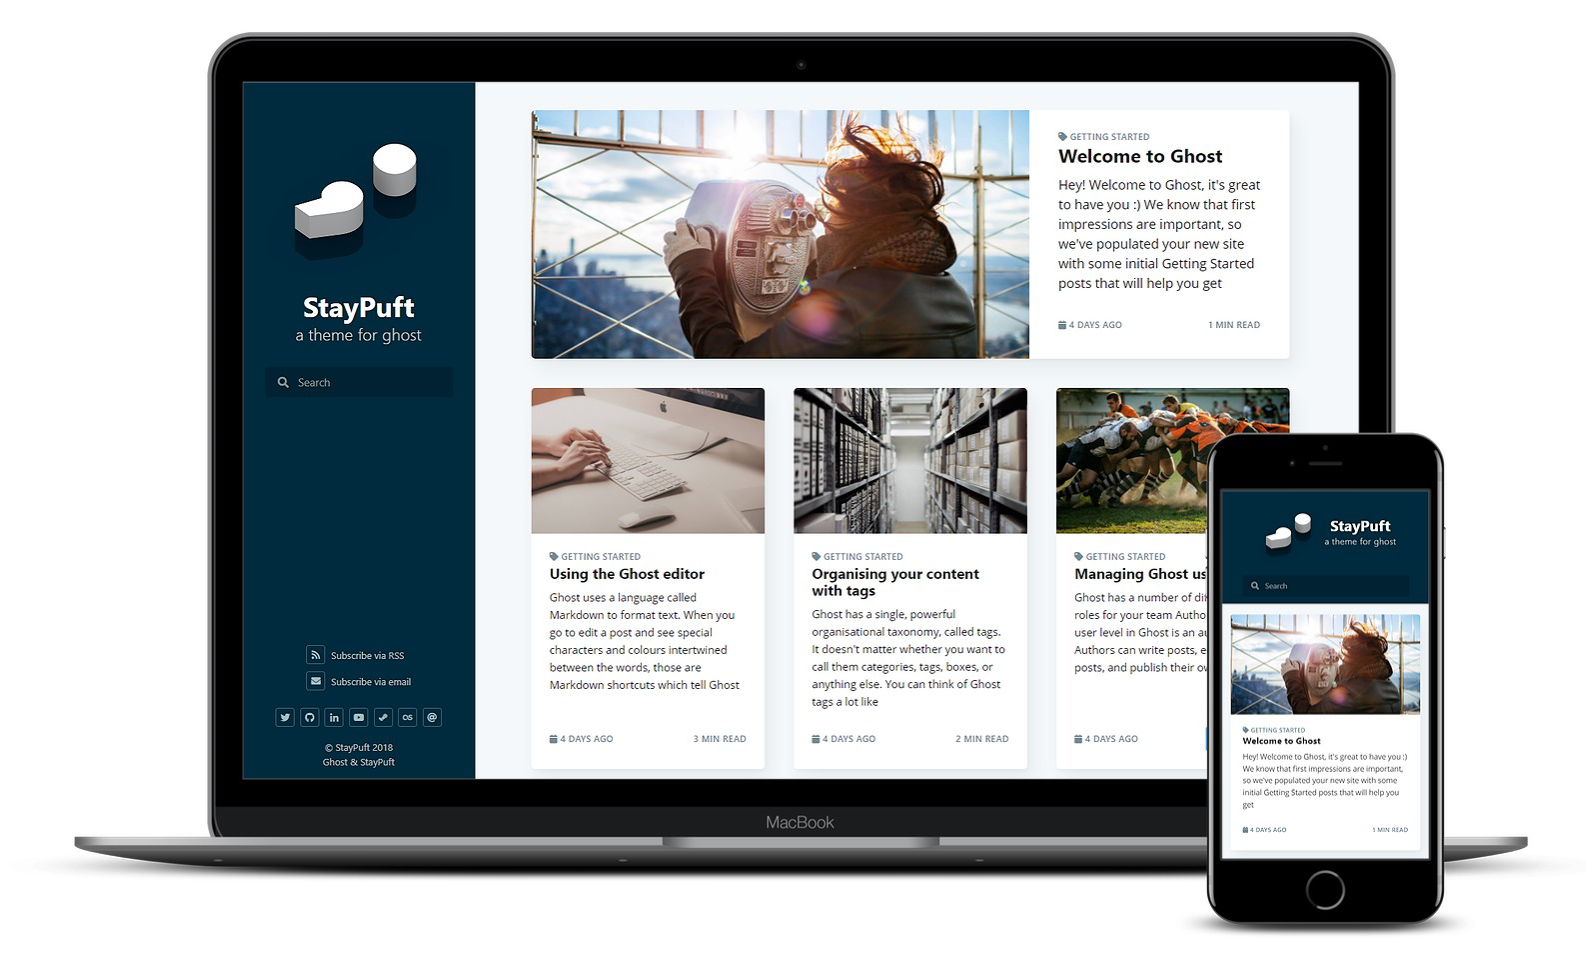 StayPuft
a theme for ghost
Search
Subscribe via RSS
Subscribe via email
© StayPuft 2018
Ghost & StayPuft
GETTING STARTED
Welcome to Ghost
Hey! Welcome to Ghost, it's great
to have you :) We know that first
impressions are important, so
we've populated your new site
with some initial Getting Started
posts that will help you get
4 DAYS AGO
1 MIN READ
GETTING STARTED
Using the Ghost editor
Ghost uses a language called
Markdown to format text. When you
go to edit a post and see special
characters and colours intertwined
between the words, those are
Markdown shortcuts which tell Ghost
4 DAYS AGO
3 MIN READ
GETTING STARTED
Organising your content
with tags
Ghost has a single, powerful
organisational taxonomy, called tags.
It doesn't matter whether you want to
call them categories, tags, boxes, or
anything else. You can think of Ghost
tags a lot like
4 DAYS AGO
2 MIN READ
GETTING STARTED
Managing Ghost
Ghost has a number of
roles for your team
user level in Ghost is an
Authors can write posts,
posts, and publish their
4 DAYS AGO
MacBook
StayPuft
a theme for ghost
Search
GETTING STARTED
Welcome to Ghost
Hey! Welcome to Ghost, it's great to have you :)
We know that first impressions are important,
so we've populated your new site with some
initial Getting Started posts that will help you
get
4 DAYS AGO
1 MIN READ